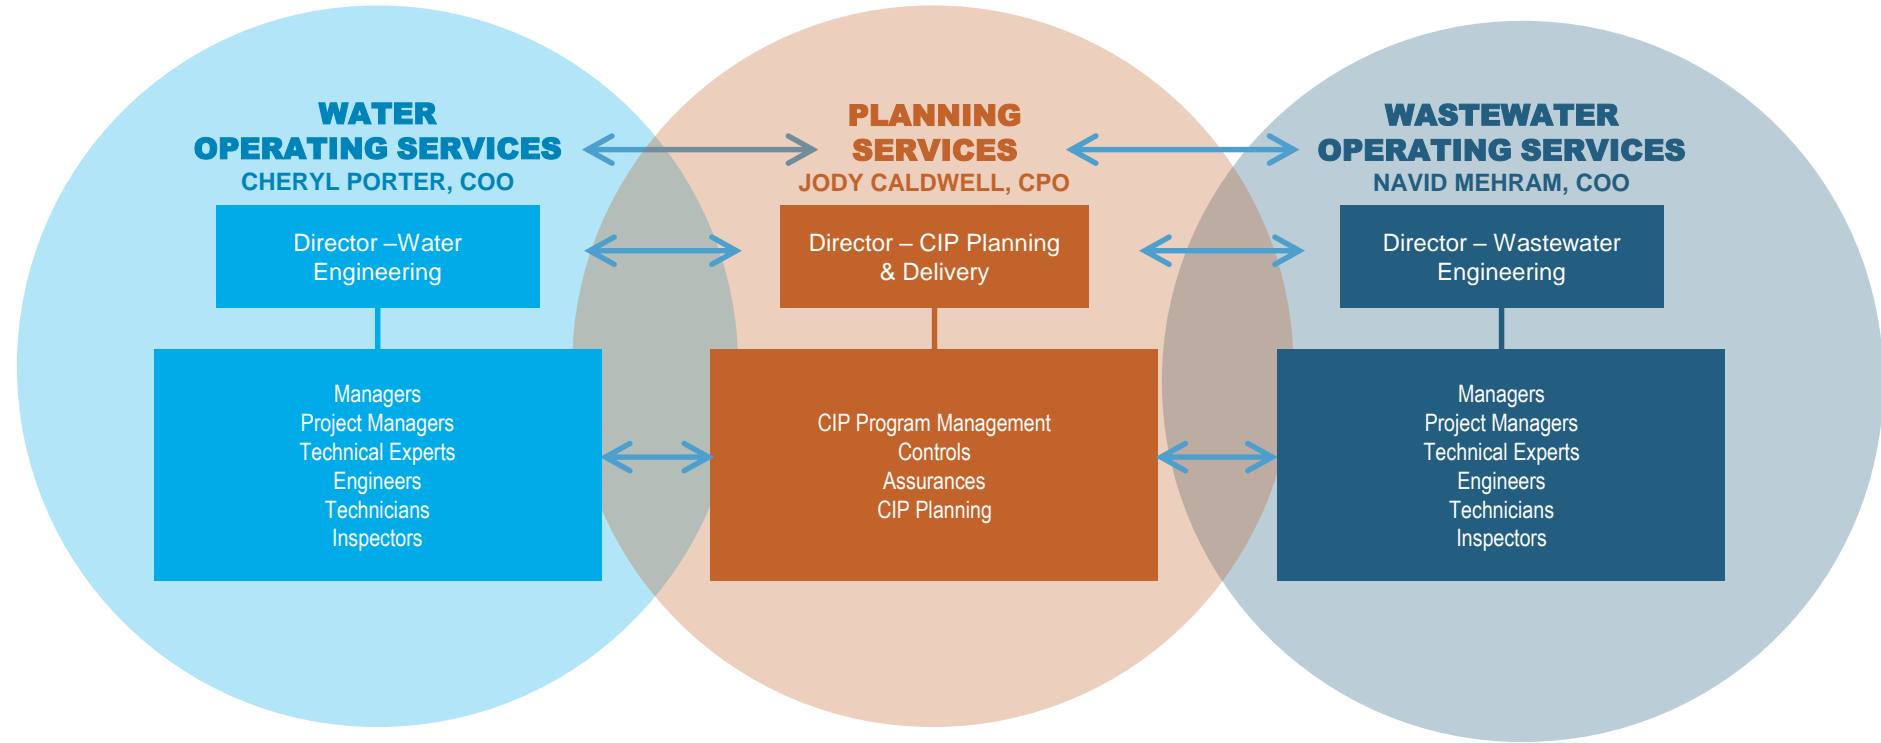 WATER
OPERATING SERVICES
CHERYL PORTER, COO
Director –Water
Engineering
Managers
Project Managers
Technical Experts
Engineers
Technicians
Inspectors
PLANNING
SERVICES
JODY CALDWELL, CPO
Director – CIP Planning
& Delivery
CIP Program Management
Controls
Assurances
CIP Planning
WASTEWATER
OPERATING SERVICES
NAVID MEHRAM, COO
Director – Wastewater
Engineering
Managers
Project Managers
Technical Experts
Engineers
Technicians
Inspectors